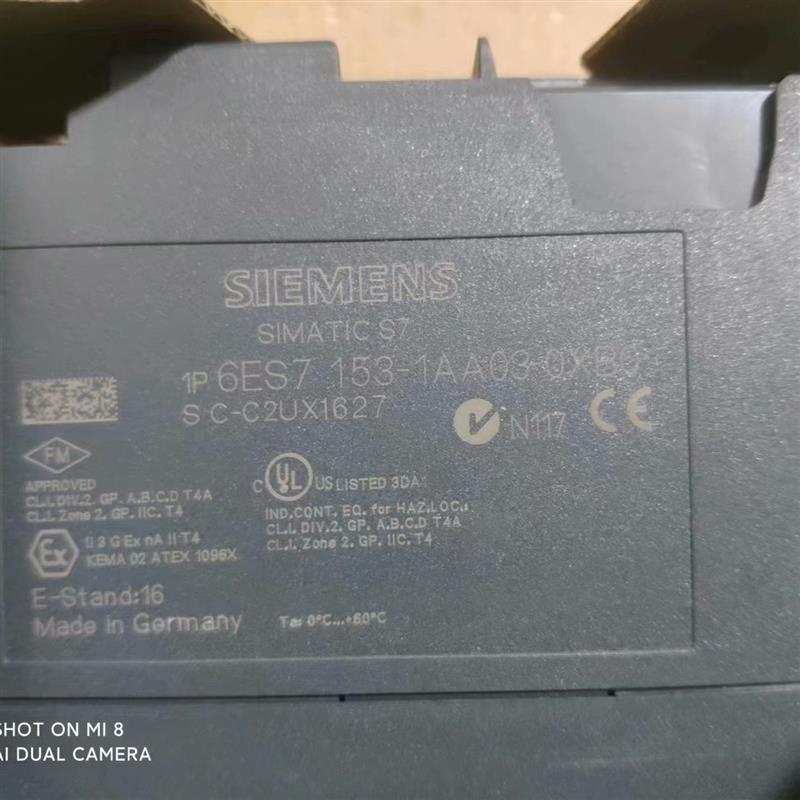 SIEMENS
SIMATIC S7
1P 6ES7 153-1AA03-0XB0
S C-C2UX1627
N117
CE
FM
APPROVED
CL.I. DIV.2. GP. A.B.C.D T4A
CL.I. Zone 2. GP. IIC. T4
C UL US LISTED 3DA1
IND.CONT. EQ. for HAZ.LOC.:
CL.I. DIV.2. GP. A.B.C.D T4A
CL.I. Zone 2. GP. IIC. T4
Ex
II 3 G Ex nA II T4
KEMA 02 ATEX 1096X
E-Stand:16
Made in Germany
Ta: 0°C...+60°C
SHOT ON MI 8
AI DUAL CAMERA